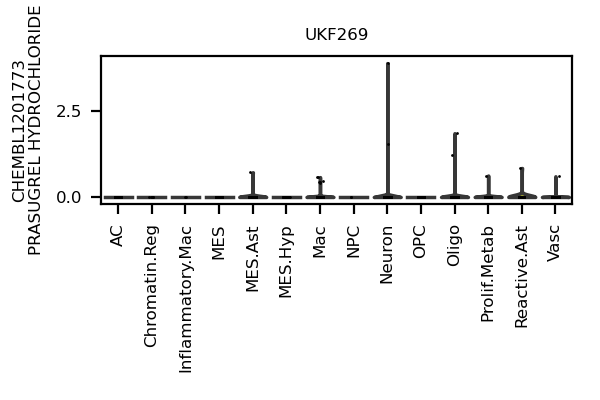 UKF269
CHEMBL1201773
PRASUGREL HYDROCHLORIDE
2.5
0.0
AC
Chromatin.Reg
Inflammatory.Mac
MES
MES.Ast
MES.Hyp
Mac
NPC
Neuron
OPC
Oligo
Prolif.Metab
Reactive.Ast
Vasc